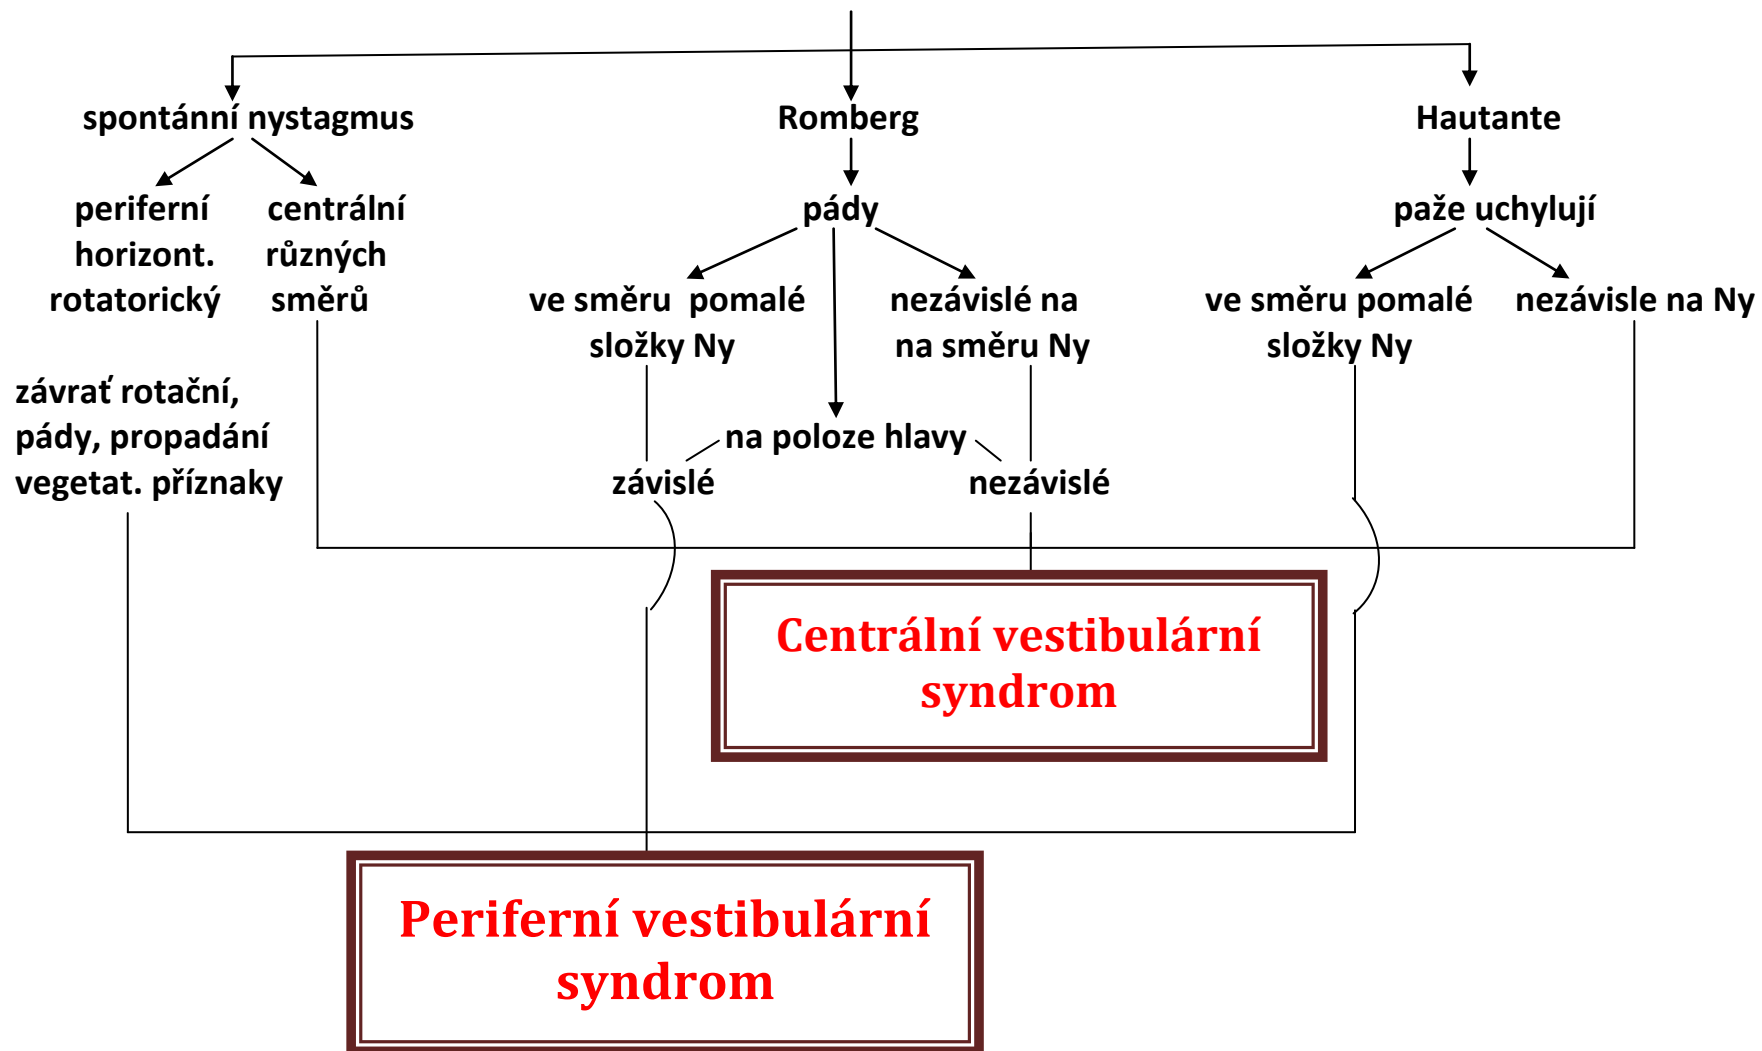 spontánní nystagmus
Romberg
Hautante
periferní
horizont.
rotatorický
centrální
různých
směrů
pády
paže uchylují
ve směru pomalé
složky Ny
nezávislé na
na směru Ny
ve směru pomalé
složky Ny
nezávisle na Ny
závrať rotační,
pády, propadání
vegetat. příznaky
na poloze hlavy
závislé
nezávislé
Centrální vestibulární
syndrom
Periferní vestibulární
syndrom